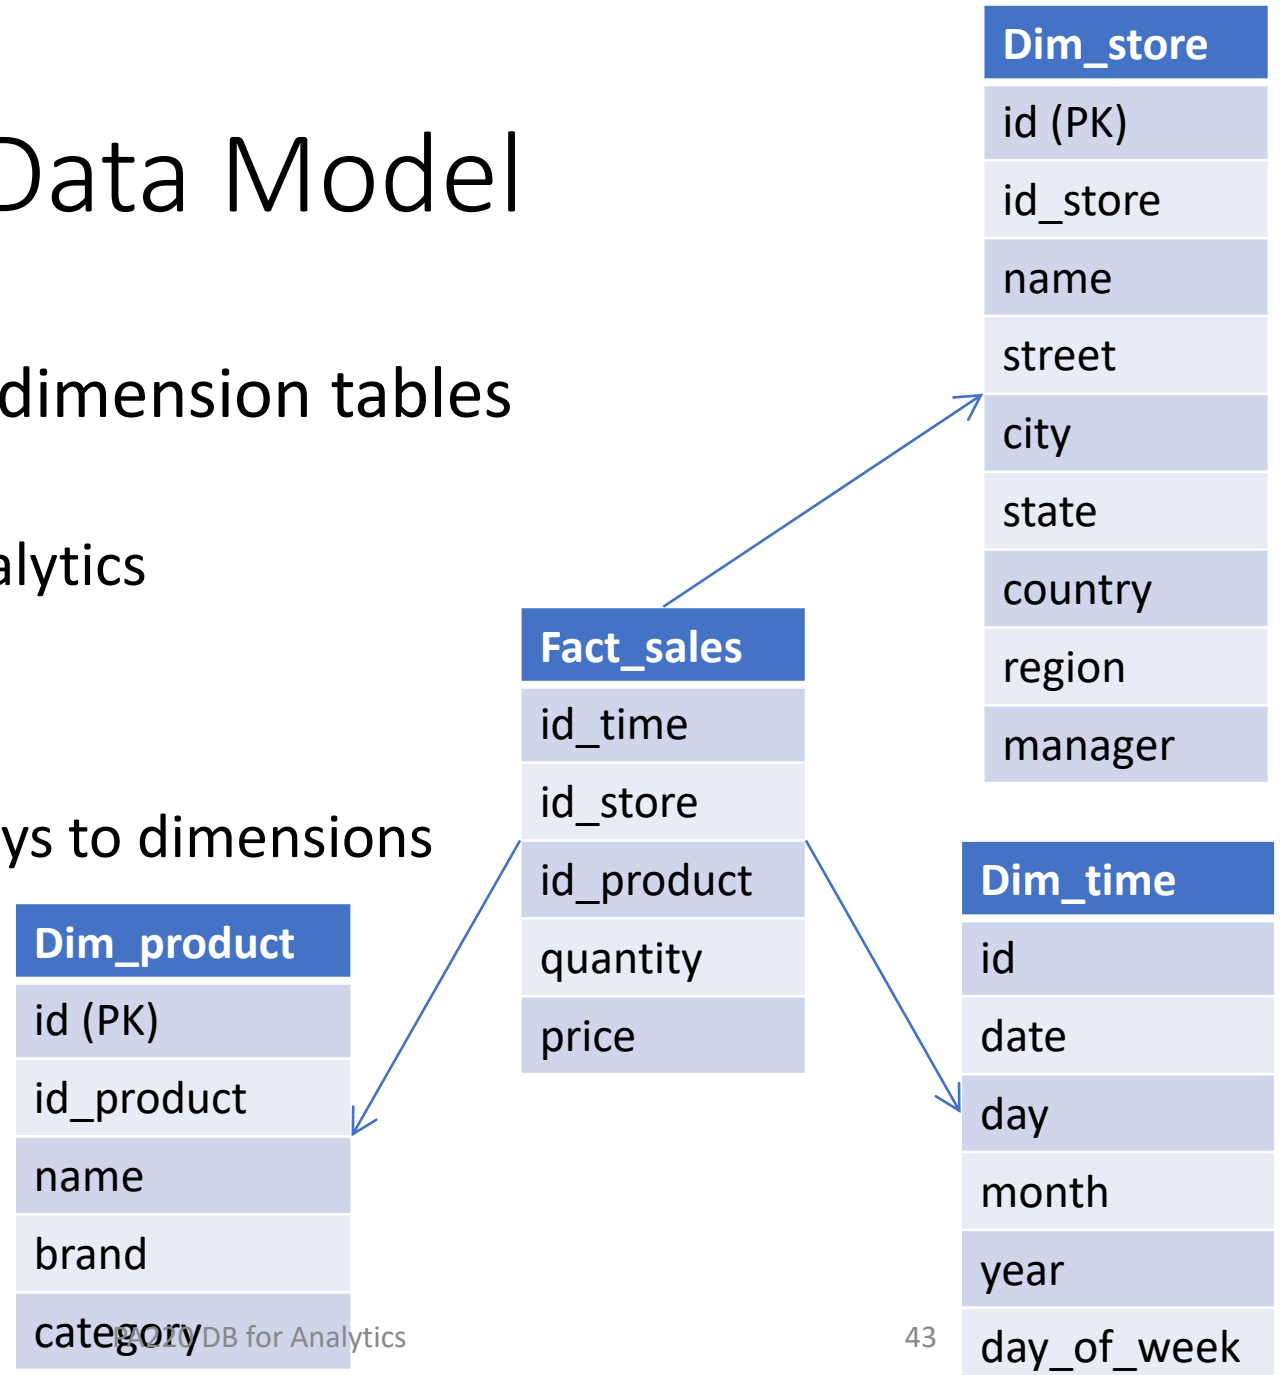 Data Model
dimension tables
alytics
ys to dimensions
Dim_store
id (PK)
id_store
name
street
city
state
country
region
manager
Fact_sales
id_time
id_store
id_product
quantity
price
Dim_product
id (PK)
id_product
name
brand
category
Dim_time
id
date
day
month
year
day_of_week
PA220 DB for Analytics
43